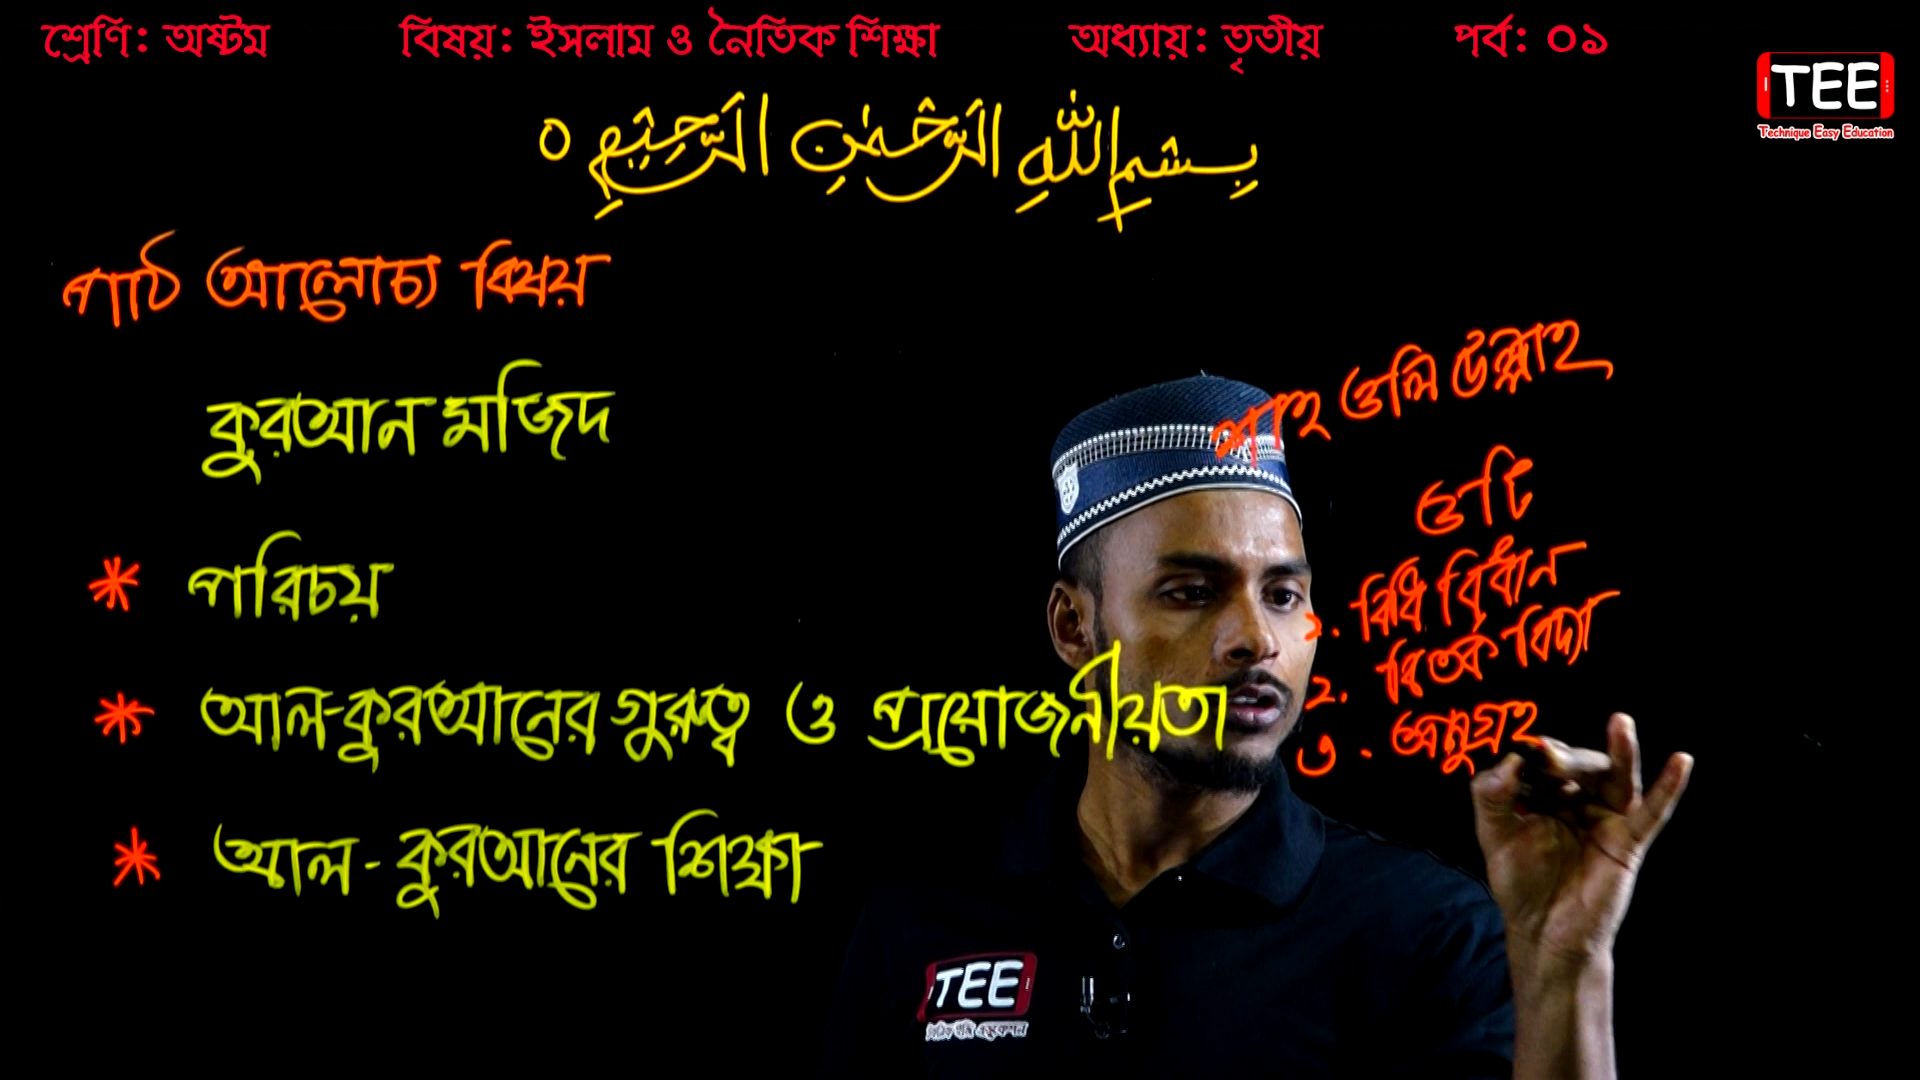 শ্রেণি: অষ্টম বিষয়: ইসলাম ও নৈতিক শিক্ষা অধ্যায়: তৃতীয় পর্ব: ০১
TEE
Technique Easy Education
بِسْمِ اللّٰهِ الرَّحْمٰنِ الرَّحِيْمِ ০
পাঠ আলোচ্য বিষয়
কুরআন মজিদ
* পরিচয়
* আল-কুরআনের গুরুত্ব ও প্রয়োজনীয়তা
* আল-কুরআনের শিক্ষা
শাহ ওলি উল্লাহ
৩টি
১. বিধি বিধান
২. বিতর্ক বিদ্যা
৩. অনুগ্রহ
TEE